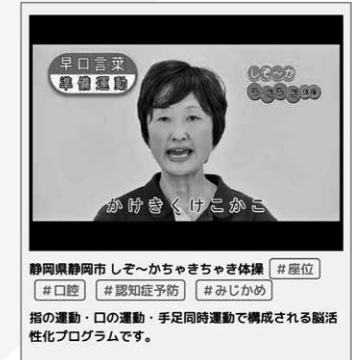 早口言葉
準備運動
しぞ～か
ちゃきちゃき体操
かけきくけこかこ
静岡県静岡市 しぞ～かちゃきちゃき体操 #座位
#口腔 #認知症予防 #みじかめ
指の運動・口の運動・手足同時運動で構成される脳活
性化プログラムです。